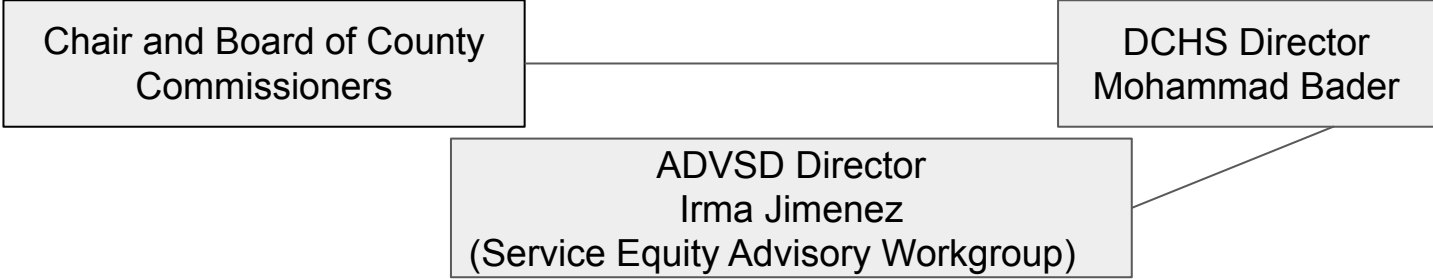 Chair and Board of County
Commissioners
DCHS Director
Mohammad Bader
ADVSD Director
Irma Jimenez
(Service Equity Advisory Workgroup)